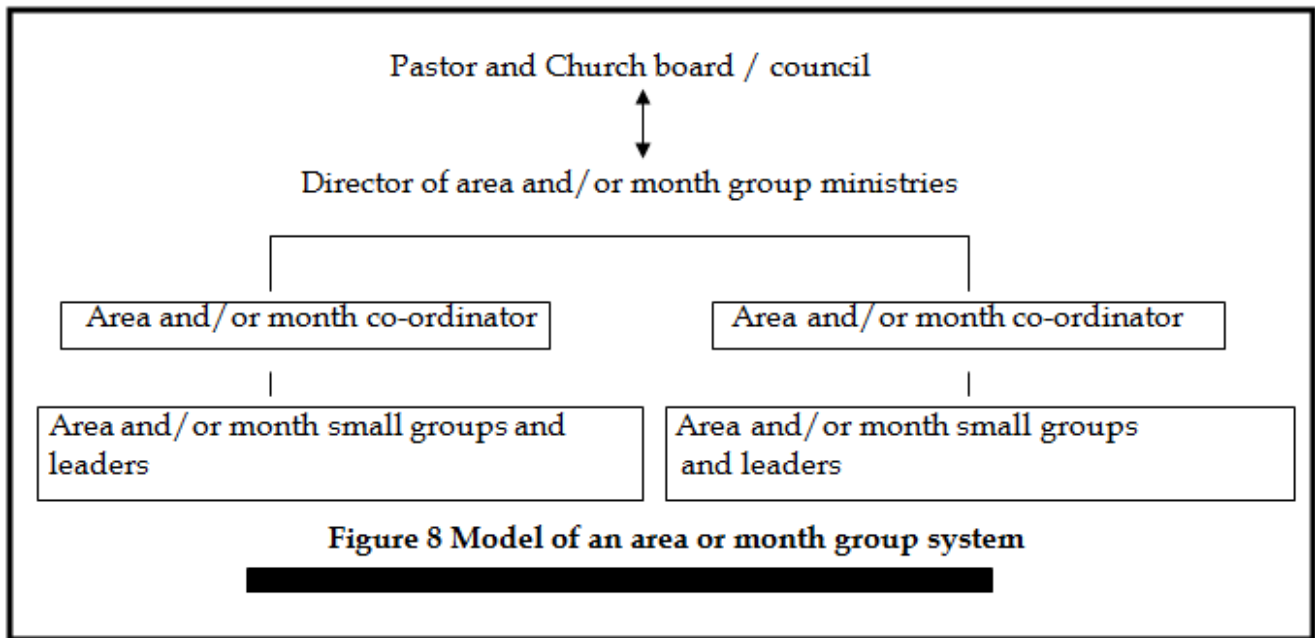 Pastor and Church board / council
Director of area and/or month group ministries
Area and/or month co-ordinator
Area and/or month co-ordinator
Area and/or month small groups and
leaders
Area and/or month small groups
and leaders
Figure 8 Model of an area or month group system